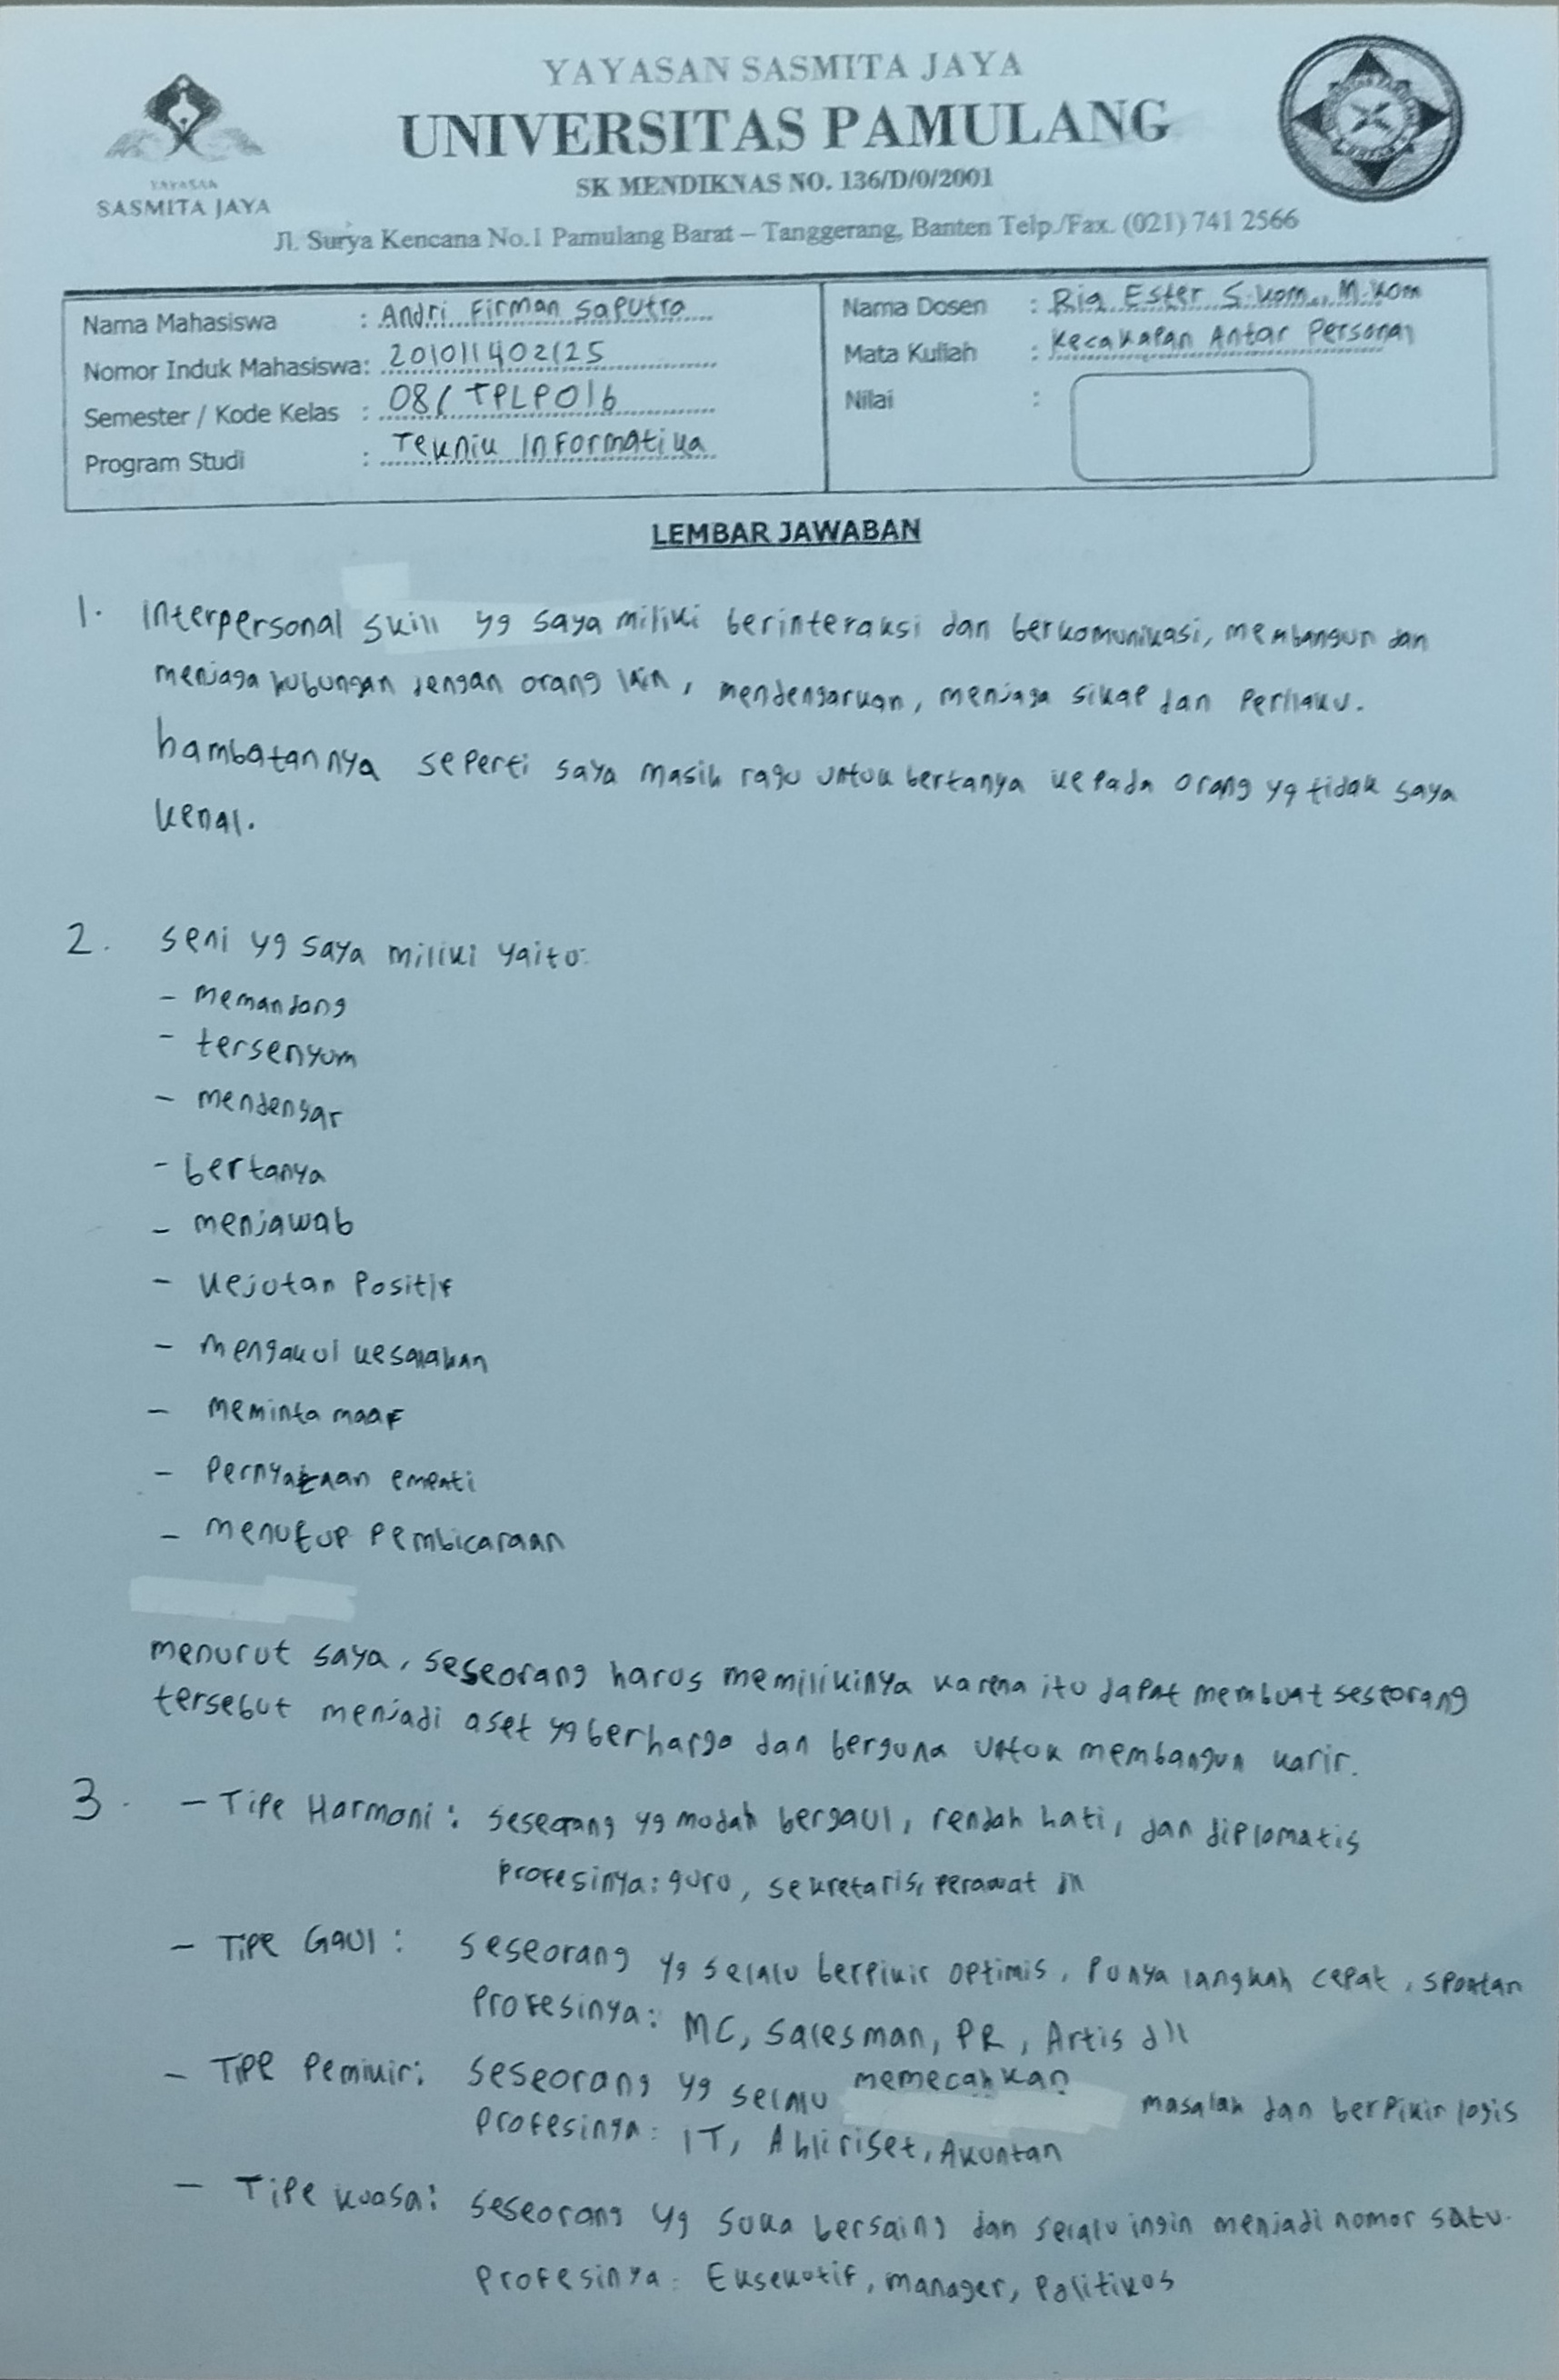 YAYASAN SASMITA JAYA
UNIVERSITAS PAMULANG
SK MENDIKNAS NO. 136/D/0/2001
YAYASAN
SASMITA JAYA
Jl. Surya Kencana No.1 Pamulang Barat – Tanggerang, Banten Telp./Fax. (021) 741 2566
Nama Mahasiswa : Andri Firman Saputra
Nomor Induk Mahasiswa: 201011402125
Semester / Kode Kelas : 08 / TPLP016
Program Studi : Teknik Informatika
Nama Dosen : Ria Ester S.kom., M.kom
Mata Kuliah : Kecakapan Antar Personal
Nilai :
LEMBAR JAWABAN
1. Interpersonal skill yg saya miliki berinteraksi dan berkomunikasi, membangun dan
menjaga hubungan dengan orang lain, mendengarkan, menjaga sikap dan Perilaku.
hambatannya seperti saya masih ragu untuk bertanya kepada orang yg tidak saya
kenal.
2. seni yg saya miliki yaitu:
- memandang
- tersenyum
- mendengar
- bertanya
- menjawab
- kejutan Positif
- mengakui kesalahan
- meminta maaf
- Pernyataan empati
- menutup Pembicaraan
menurut saya, seseorang harus memilikinya karena itu dapat membuat seseorang
tersebut menjadi aset yg berharga dan berguna untuk membangun karir.
3. - Tipe Harmoni : seseorang yg mudah bergaul, rendah hati, dan diplomatis
Profesinya : guru, sekretaris, Perawat dll
- Tipe Gaul : seseorang yg selalu berpikir optimis, Punya langkah cepat, spontan
Profesinya : MC, Salesman, PR, Artis dll
- Tipe Pemikir : seseorang yg selalu memecahkan masalah dan berpikir logis
Profesinya : IT, Ahli riset, Akuntan
- Tipe kuasa : seseorang yg suka bersaing dan selalu ingin menjadi nomor satu.
Profesinya : Eksekutif, manager, Politikus